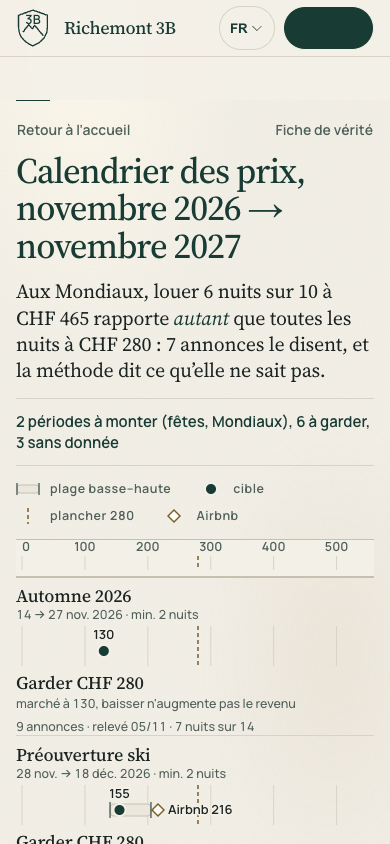 3B
Richemont 3B
FR
Retour à l'accueil
Fiche de vérité
Calendrier des prix,
novembre 2026 →
novembre 2027
Aux Mondiaux, louer 6 nuits sur 10 à
CHF 465 rapporte autant que toutes les
nuits à CHF 280 : 7 annonces le disent, et
la méthode dit ce qu’elle ne sait pas.
2 périodes à monter (fêtes, Mondiaux), 6 à garder,
3 sans donnée
plage basse–haute
cible
plancher 280
Airbnb
0 100 200 300 400 500
Automne 2026
14 → 27 nov. 2026 · min. 2 nuits
130
Garder CHF 280
marché à 130, baisser n'augmente pas le revenu
9 annonces · relevé 05/11 · 7 nuits sur 14
Préouverture ski
28 nov. → 18 déc. 2026 · min. 2 nuits
155
Airbnb 216
Garder CHF 280